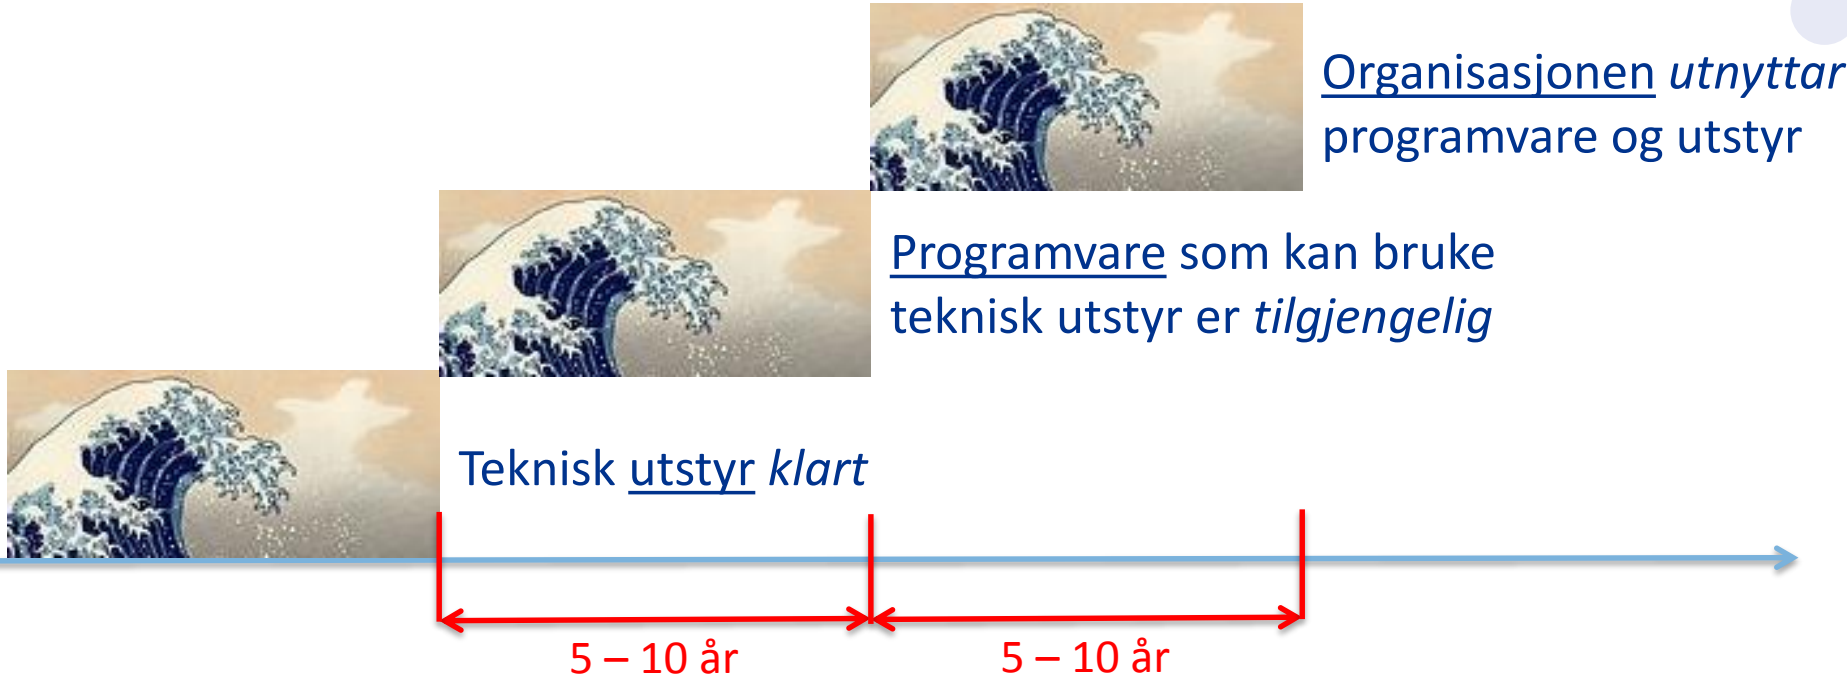 Organisasjonen utnyttar
programvare og utstyr
Programvare som kan bruke
teknisk utstyr er tilgjengelig
Teknisk utstyr klart
5 – 10 år
5 – 10 år